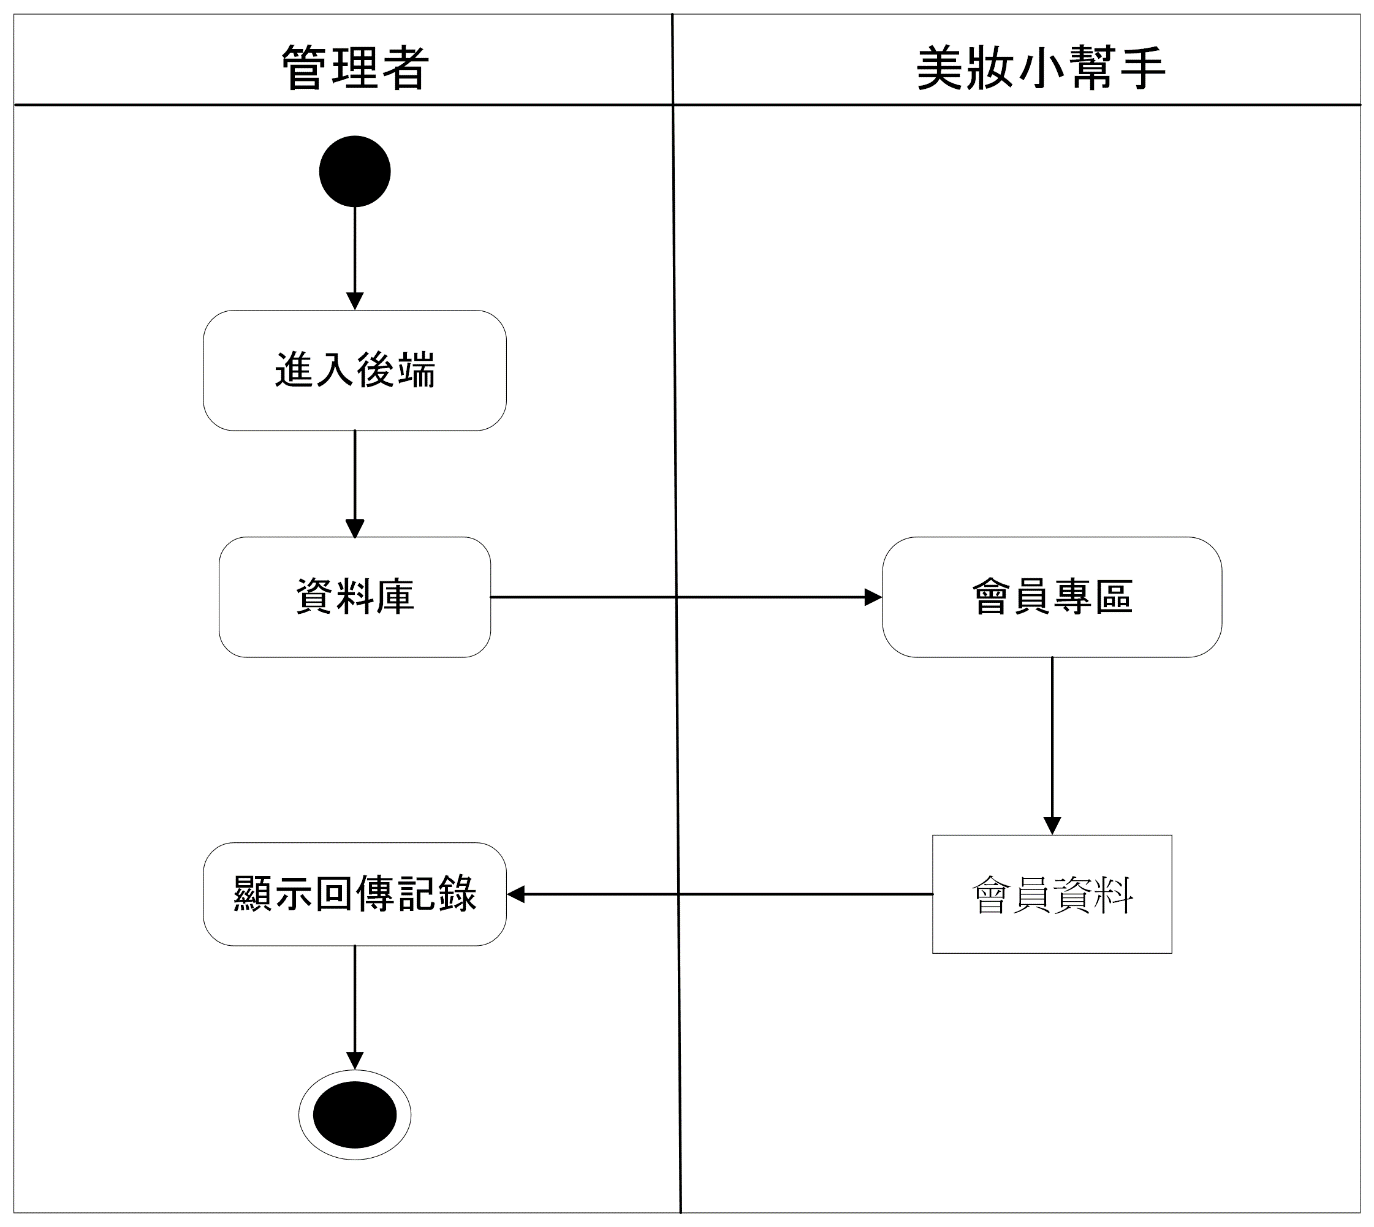 管理者
美妝小幫手
進入後端
資料庫
會員專區
顯示回傳記錄
會員資料